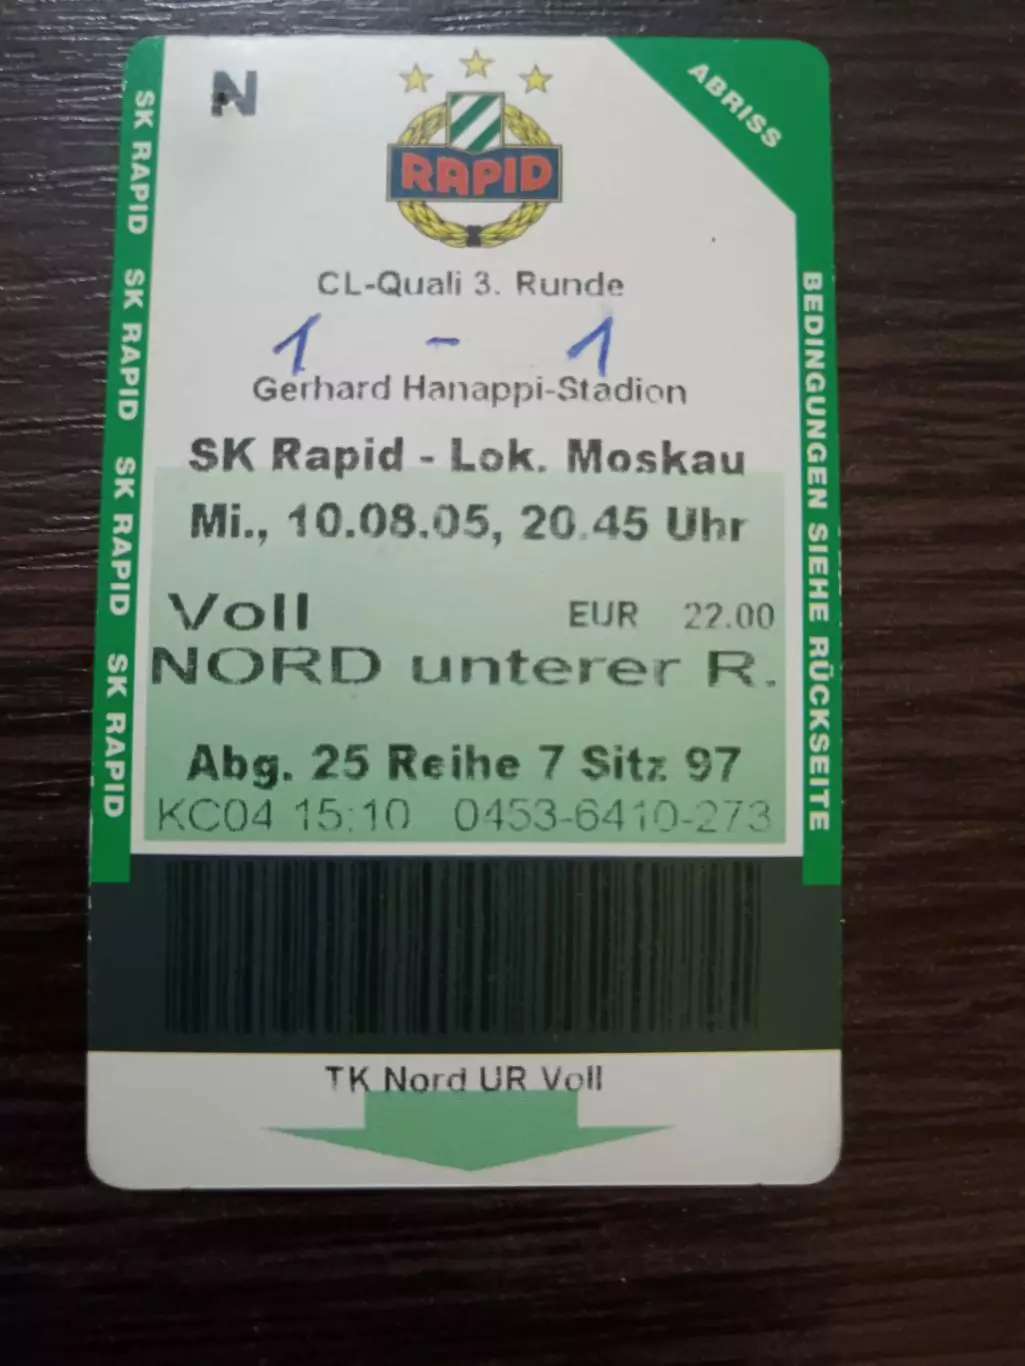 N
ABRISS
RAPID
CL-Quali 3. Runde
1 - 1
Gerhard Hanappi-Stadion
SK Rapid - Lok. Moskau
Mi., 10.08.05, 20.45 Uhr
Voll EUR 22.00
NORD unterer R.
Abg. 25 Reihe 7 Sitz 97
KC04 15:10 0453-6410-273
TK Nord UR Voll
SK RAPID SK RAPID SK RAPID SK RAPID
BEDINGUNGEN SIEHE RÜCKSEITE